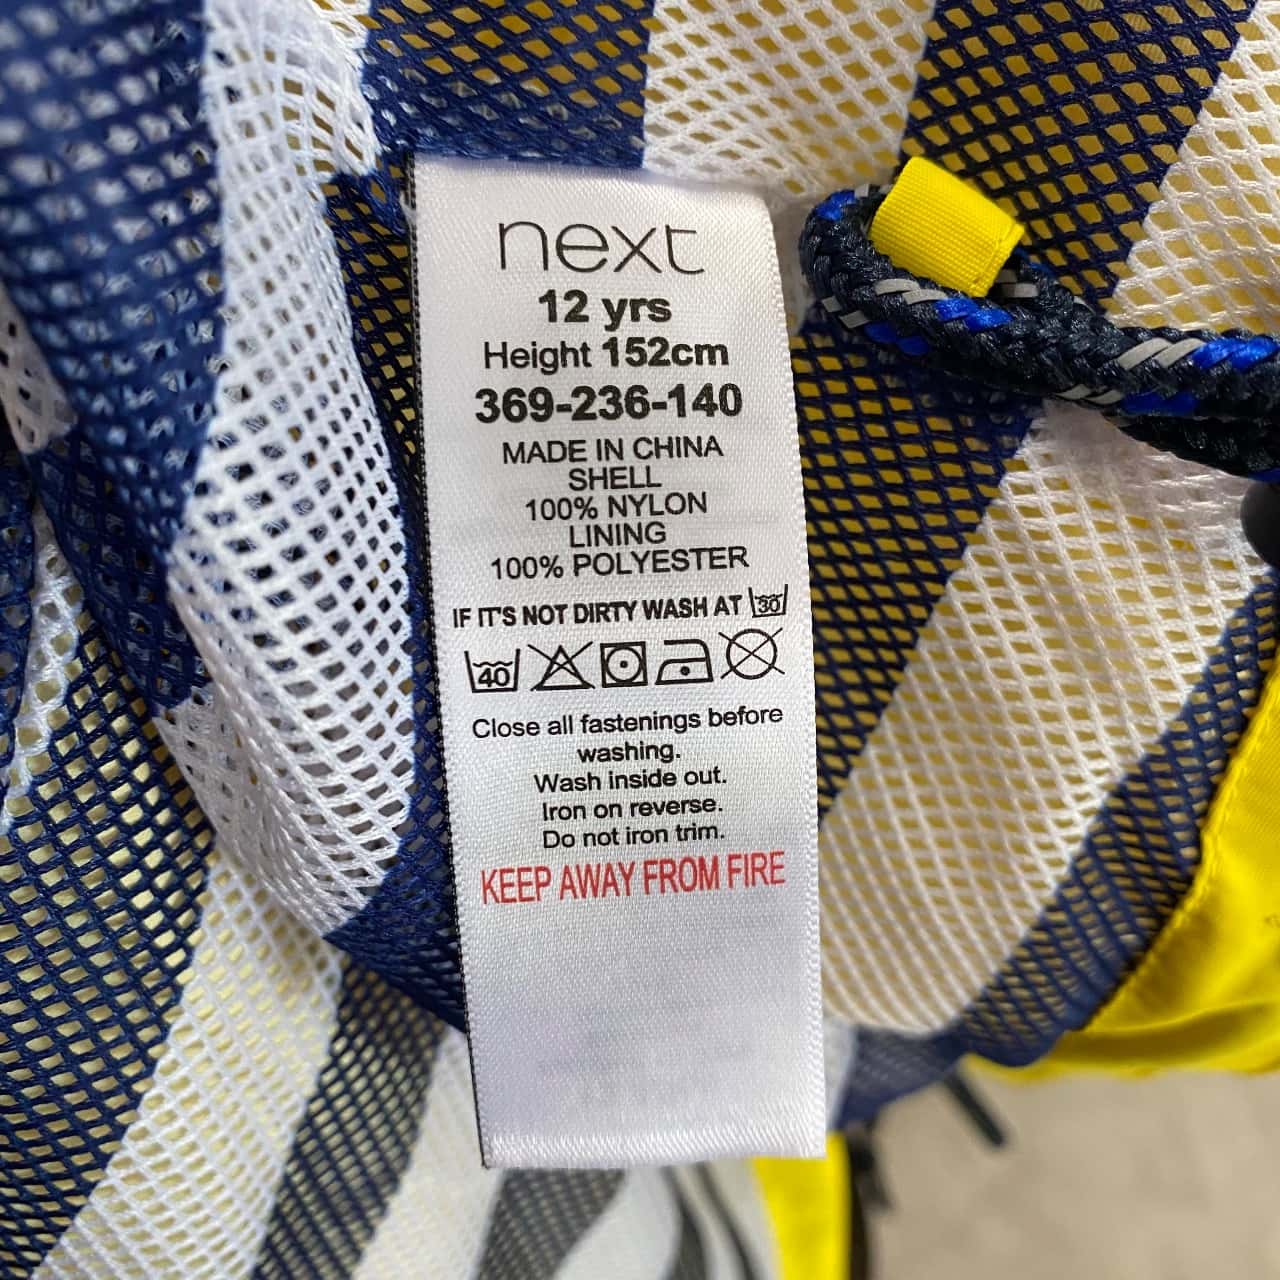 next
12 yrs
Height 152cm
369-236-140
MADE IN CHINA
SHELL
100% NYLON
LINING
100% POLYESTER
IF IT'S NOT DIRTY WASH AT 30
40
Close all fastenings before
washing.
Wash inside out.
Iron on reverse.
Do not iron trim.
KEEP AWAY FROM FIRE